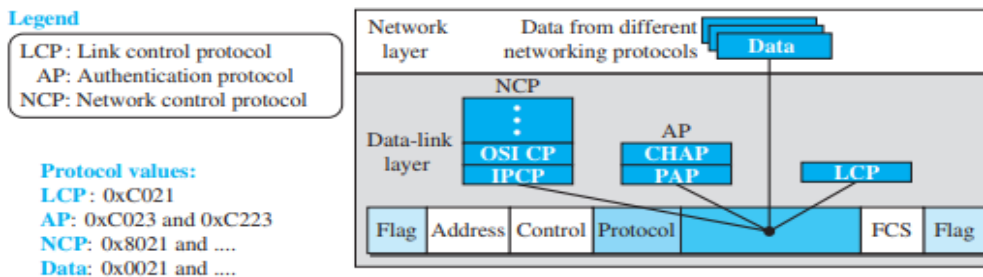 Legend
LCP: Link control protocol
AP: Authentication protocol
NCP: Network control protocol
Protocol values:
LCP: 0xC021
AP: 0xC023 and 0xC223
NCP: 0x8021 and ....
Data: 0x0021 and ....
Network
layer
Data from different
networking protocols
Data
Data-link
layer
NCP
OSI CP
IPCP
AP
CHAP
PAP
LCP
Flag Address Control Protocol FCS Flag